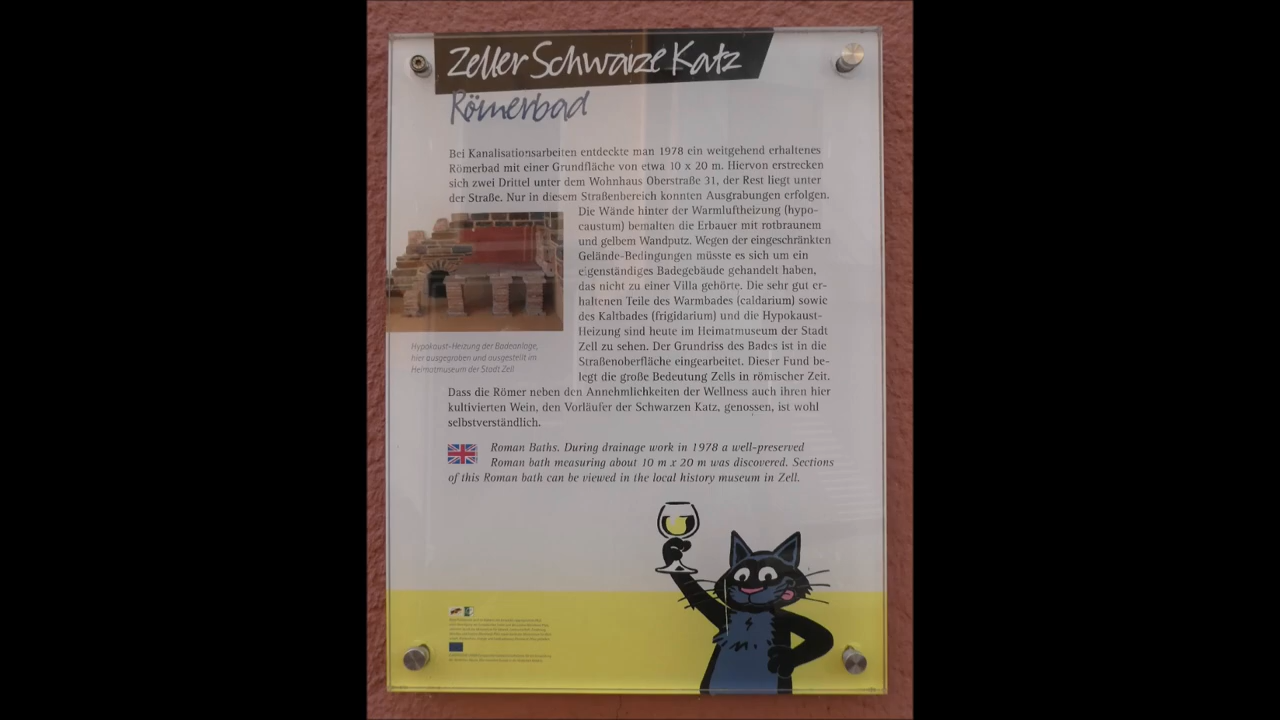 Zeller Schwarze Katz
Römerbad
Bei Kanalisationsarbeiten entdeckte man 1978 ein weitgehend erhaltenes
Römerbad mit einer Grundfläche von etwa 10 x 20 m. Hiervon erstrecken
sich zwei Drittel unter dem Wohnhaus Oberstraße 31, der Rest liegt unter
der Straße. Nur in diesem Straßenbereich konnten Ausgrabungen erfolgen.
Die Wände hinter der Warmluftheizung (hypo-
caustum) bemalten die Erbauer mit rotbraunem
und gelbem Wandputz. Wegen der eingeschränkten
Gelände-Bedingungen müsste es sich um ein
eigenständiges Badegebäude gehandelt haben,
das nicht zu einer Villa gehörte. Die sehr gut er-
haltenen Teile des Warmbades (caldarium) sowie
des Kaltbades (frigidarium) und die Hypokaust-
Heizung sind heute im Heimatmuseum der Stadt
Zell zu sehen. Der Grundriss des Bades ist in die
Straßenoberfläche eingearbeitet. Dieser Fund be-
legt die große Bedeutung Zells in römischer Zeit.
Dass die Römer neben den Annehmlichkeiten der Wellness auch ihren hier
kultivierten Wein, den Vorläufer der Schwarzen Katz, genossen, ist wohl
selbstverständlich.
Hypokaust-Heizung der Badeanlage,
hier ausgegraben und ausgestellt im
Heimatmuseum der Stadt Zell
Roman Baths. During drainage work in 1978 a well-preserved
Roman bath measuring about 10 m x 20 m was discovered. Sections
of this Roman bath can be viewed in the local history museum in Zell.